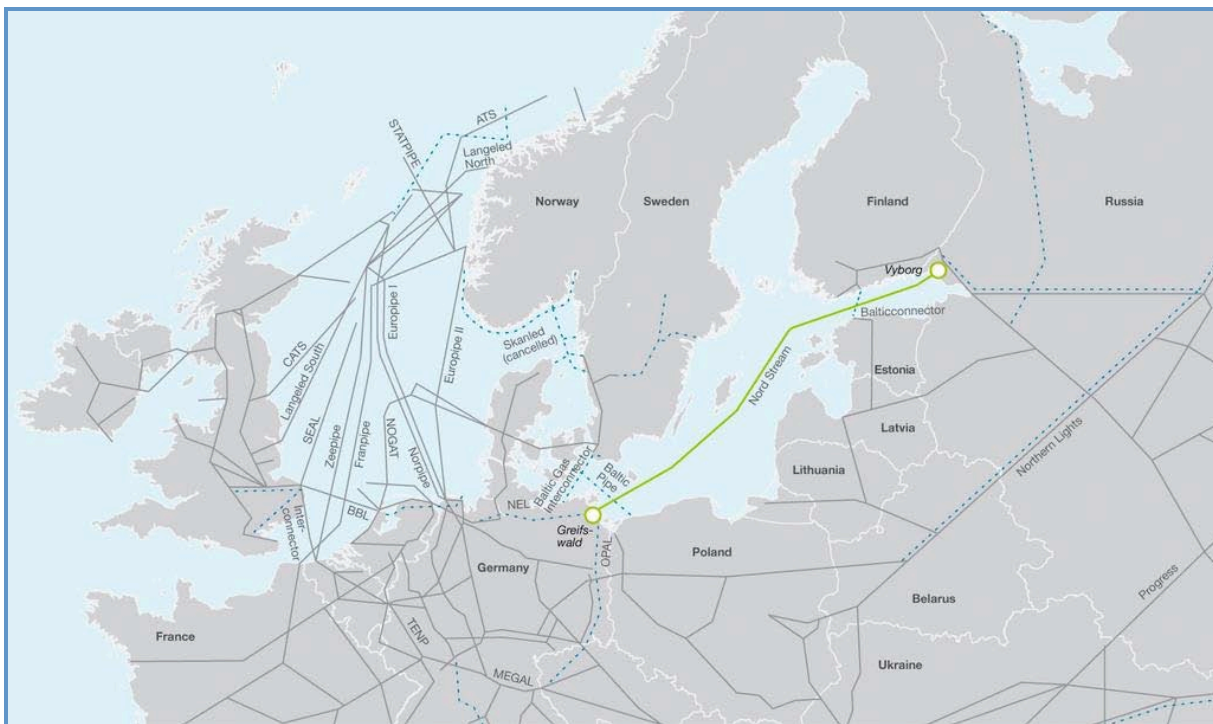 ATS
STATPIPE
Langeled
North
Norway
Sweden
Finland
Russia
Vyborg
Balticconnector
Europipe I
Europipe II
Skanled
(cancelled)
CATS
Langeled South
SEAL
Zeepipe
Franpipe
NOGAT
Norpipe
Nord Stream
Estonia
Latvia
Lithuania
Northern Lights
Baltic Gas
Interconnector
Baltic
Pipe
Inter-
connector
BBL
NEL
Greifs-
wald
OPAL
Germany
Poland
Belarus
Progress
France
TENP
MEGAL
Ukraine